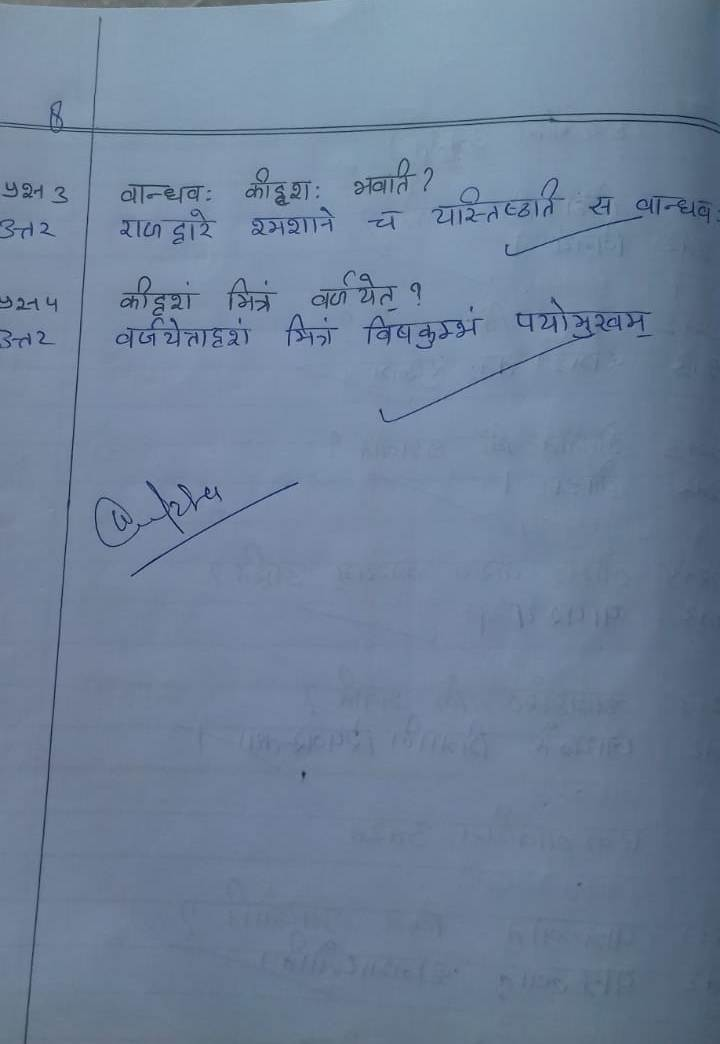 8
प्रश्न 3 वान्धवः कीदृशः भवति?
उत्तर राजद्वारे श्मशाने च यस्तिष्ठति स वान्धवः
प्रश्न 4 कीदृशं मित्रं वर्जयेत् ?
उत्तर वर्जयेत्तादृशं मित्रं विषकुम्भं पयोमुखम्